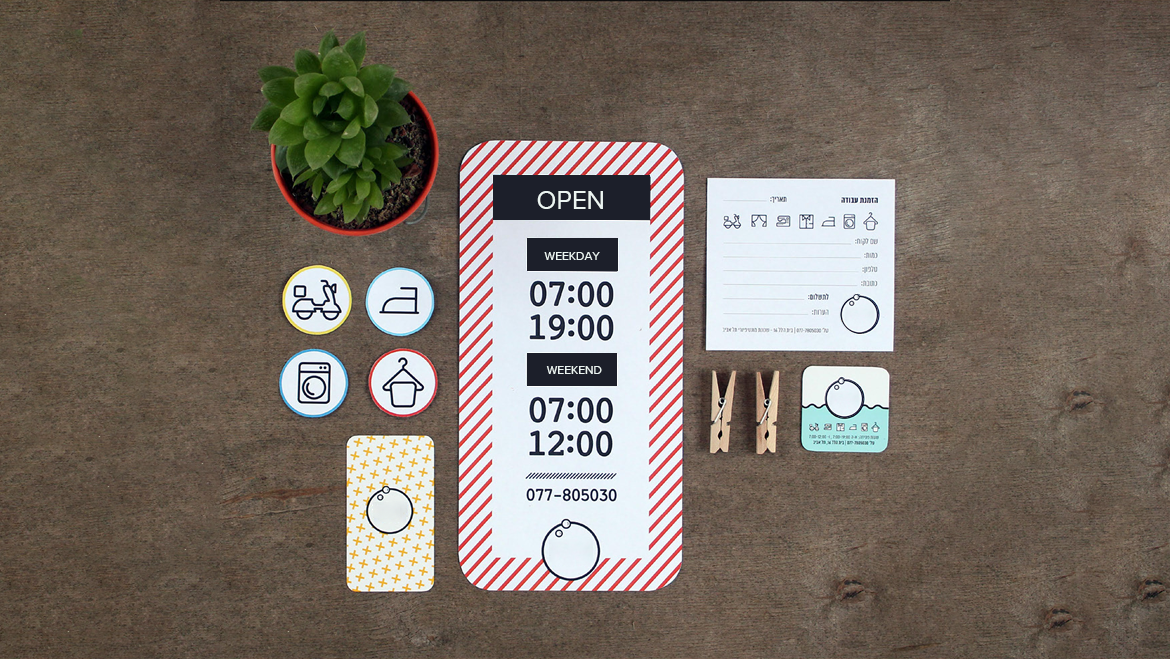 OPEN
WEEKDAY
07:00
19:00
WEEKEND
07:00
12:00
077-805030
הזמנת עבודה
תאריך:
שם לקוח:
כמות:
טלפון:
כתובת:
לתשלום:
הערות: